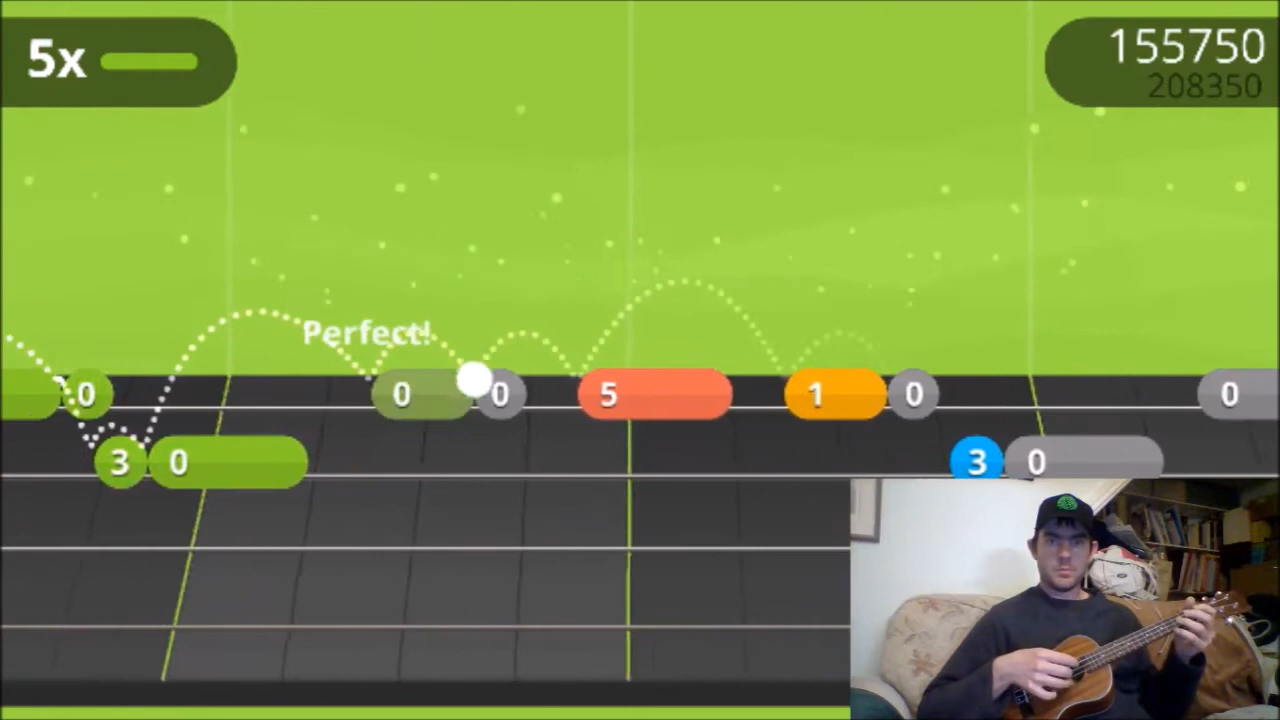 5x
155750
208350
Perfect!
0 0 0 5 1 0 0
3 0 3 0